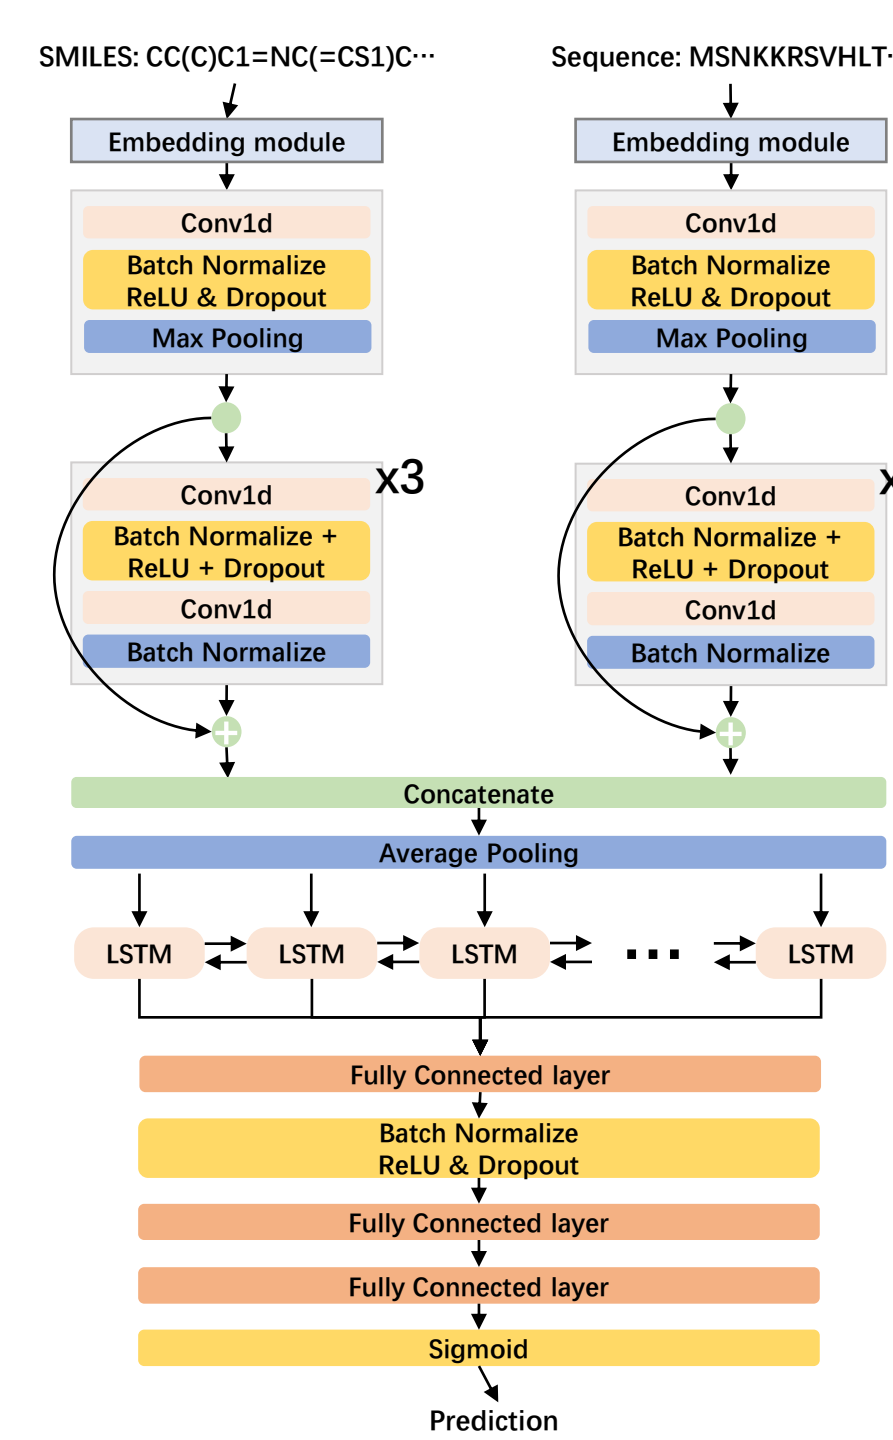 SMILES: CC(C)C1=NC(=CS1)C···
Embedding module
Conv1d
Batch Normalize
ReLU & Dropout
Max Pooling
x3
Conv1d
Batch Normalize +
ReLU + Dropout
Conv1d
Batch Normalize
Sequence: MSNKKRSVHLT·
Embedding module
Conv1d
Batch Normalize
ReLU & Dropout
Max Pooling
Conv1d
Batch Normalize +
ReLU + Dropout
Conv1d
Batch Normalize
Concatenate
Average Pooling
LSTM
LSTM
LSTM
...
LSTM
Fully Connected layer
Batch Normalize
ReLU & Dropout
Fully Connected layer
Fully Connected layer
Sigmoid
Prediction